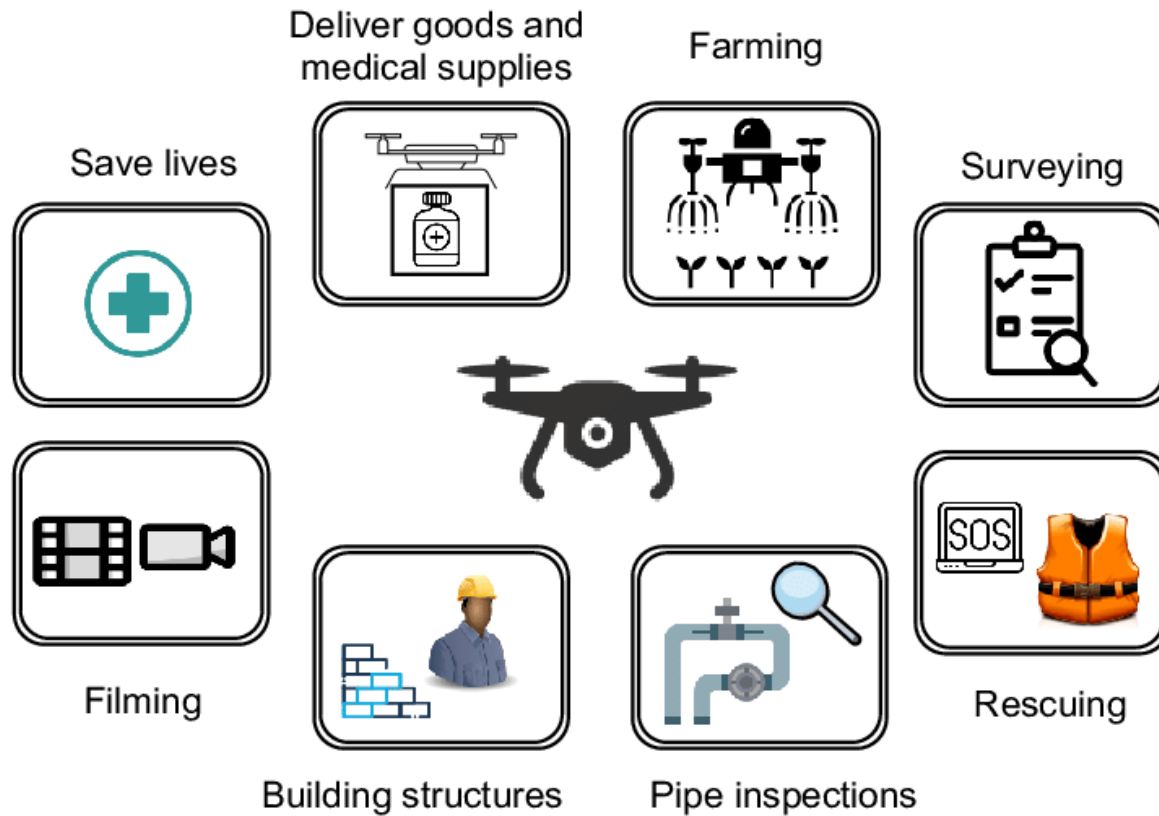 Deliver goods and
medical supplies
Farming
Save lives
Surveying
SOS
Filming
Rescuing
Building structures
Pipe inspections